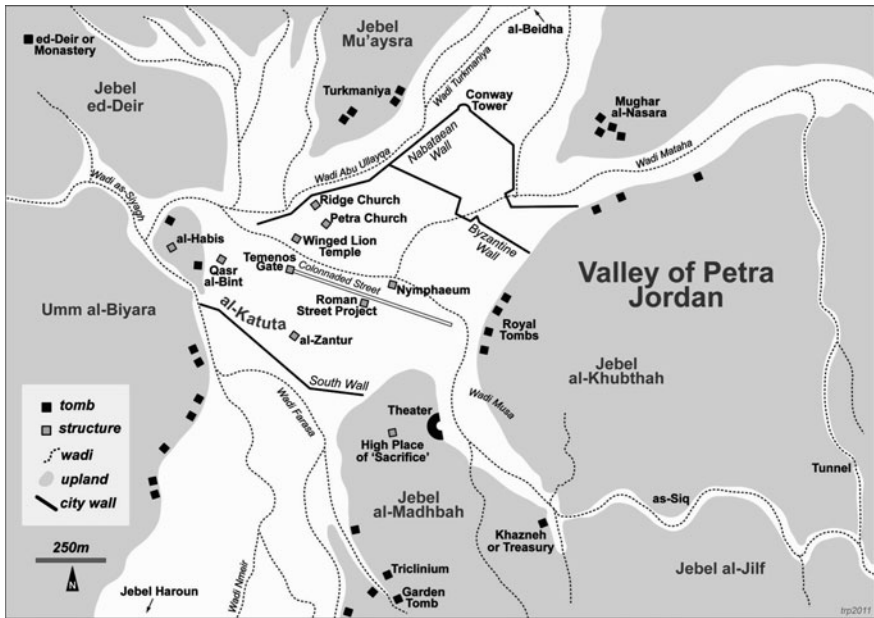 ed-Deir or
Monastery
Jebel
ed-Deir
Jebel
Mu'aysra
Turkmaniya
Wadi Turkmaniya
al-Beidha
Conway
Tower
Mughar
al-Nasara
Wadi Mataha
Wadi Abu Ullayqa
Nabataean
Wall
Wadi as-Siyagh
Ridge Church
Petra Church
Winged Lion
Temple
Byzantine
Wall
al-Habis
Qasr
al-Bint
Temenos
Gate
Colonnaded Street
Nymphaeum
Valley of Petra
Jordan
Umm al-Biyara
al-Katuta
Roman
Street Project
al-Zantur
Royal
Tombs
Jebel
al-Khubthah
South Wall
Wadi Farasa
Theater
Wadi Musa
High Place
of 'Sacrifice'
tomb
structure
wadi
upland
city wall
250m
N
Jebel
al-Madhbah
as-Siq
Tunnel
Khazneh
or Treasury
Jebel al-Jilf
Triclinium
Garden
Tomb
Wadi Nmeir
Jebel Haroun
trp2011